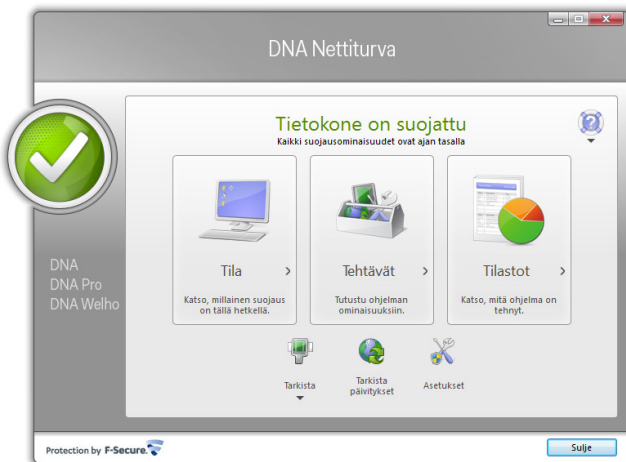 DNA Nettiturva
Tietokone on suojattu
Kaikki suojausominaisuudet ovat ajan tasalla
Tila
Katso, millainen suojaus
on tällä hetkellä.
Tehtävät
Tutustu ohjelman
ominaisuuksiin.
Tilastot
Katso, mitä ohjelma on
tehnyt.
DNA
DNA Pro
DNA Welho
Tarkista
Tarkista
päivitykset
Asetukset
Protection by F-Secure.
Sulje